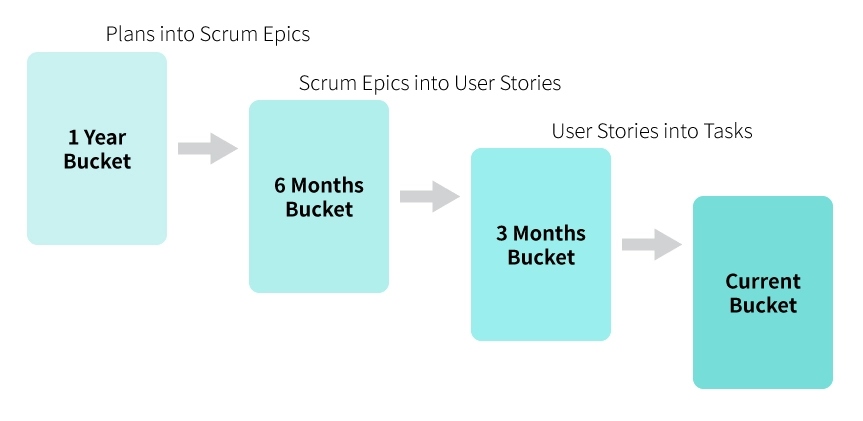 Plans into Scrum Epics
1 Year
Bucket
Scrum Epics into User Stories
6 Months
Bucket
User Stories into Tasks
3 Months
Bucket
Current
Bucket